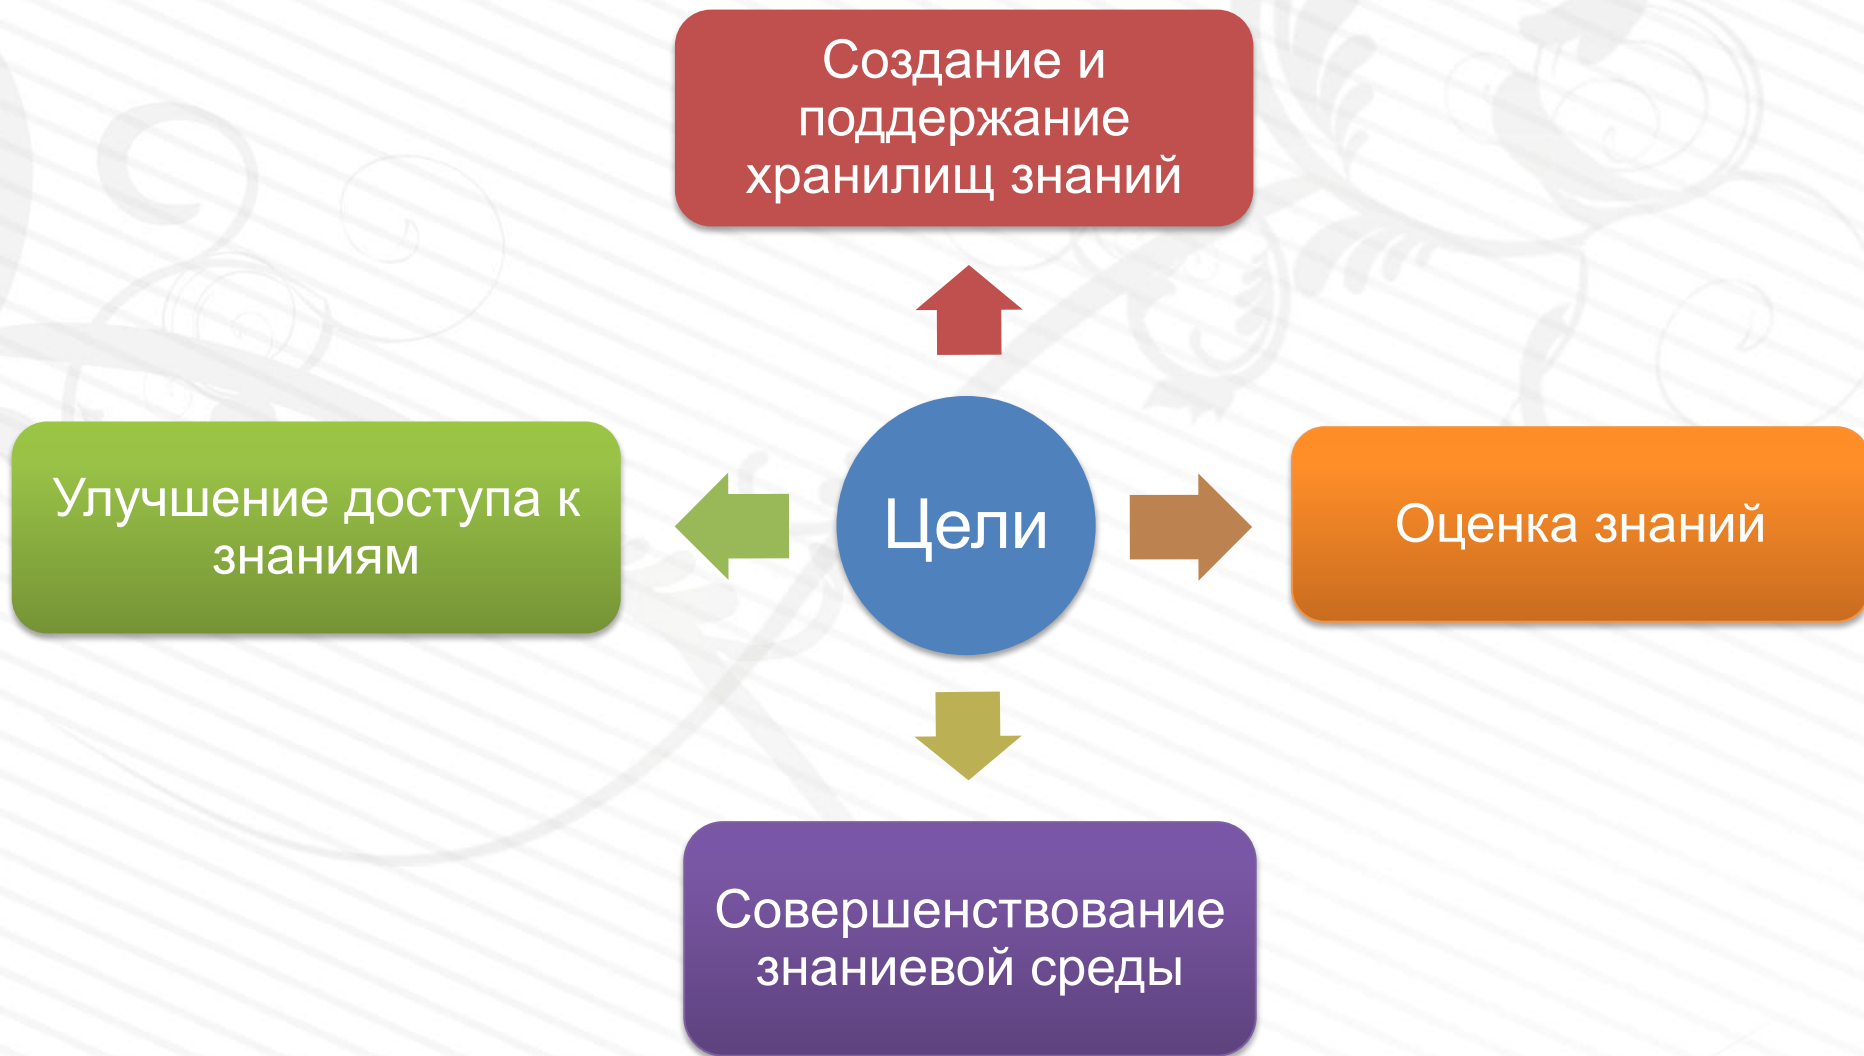 Создание и
поддержание
хранилищ знаний
Улучшение доступа к
знаниям
Цели
Оценка знаний
Совершенствование
знаниевой среды